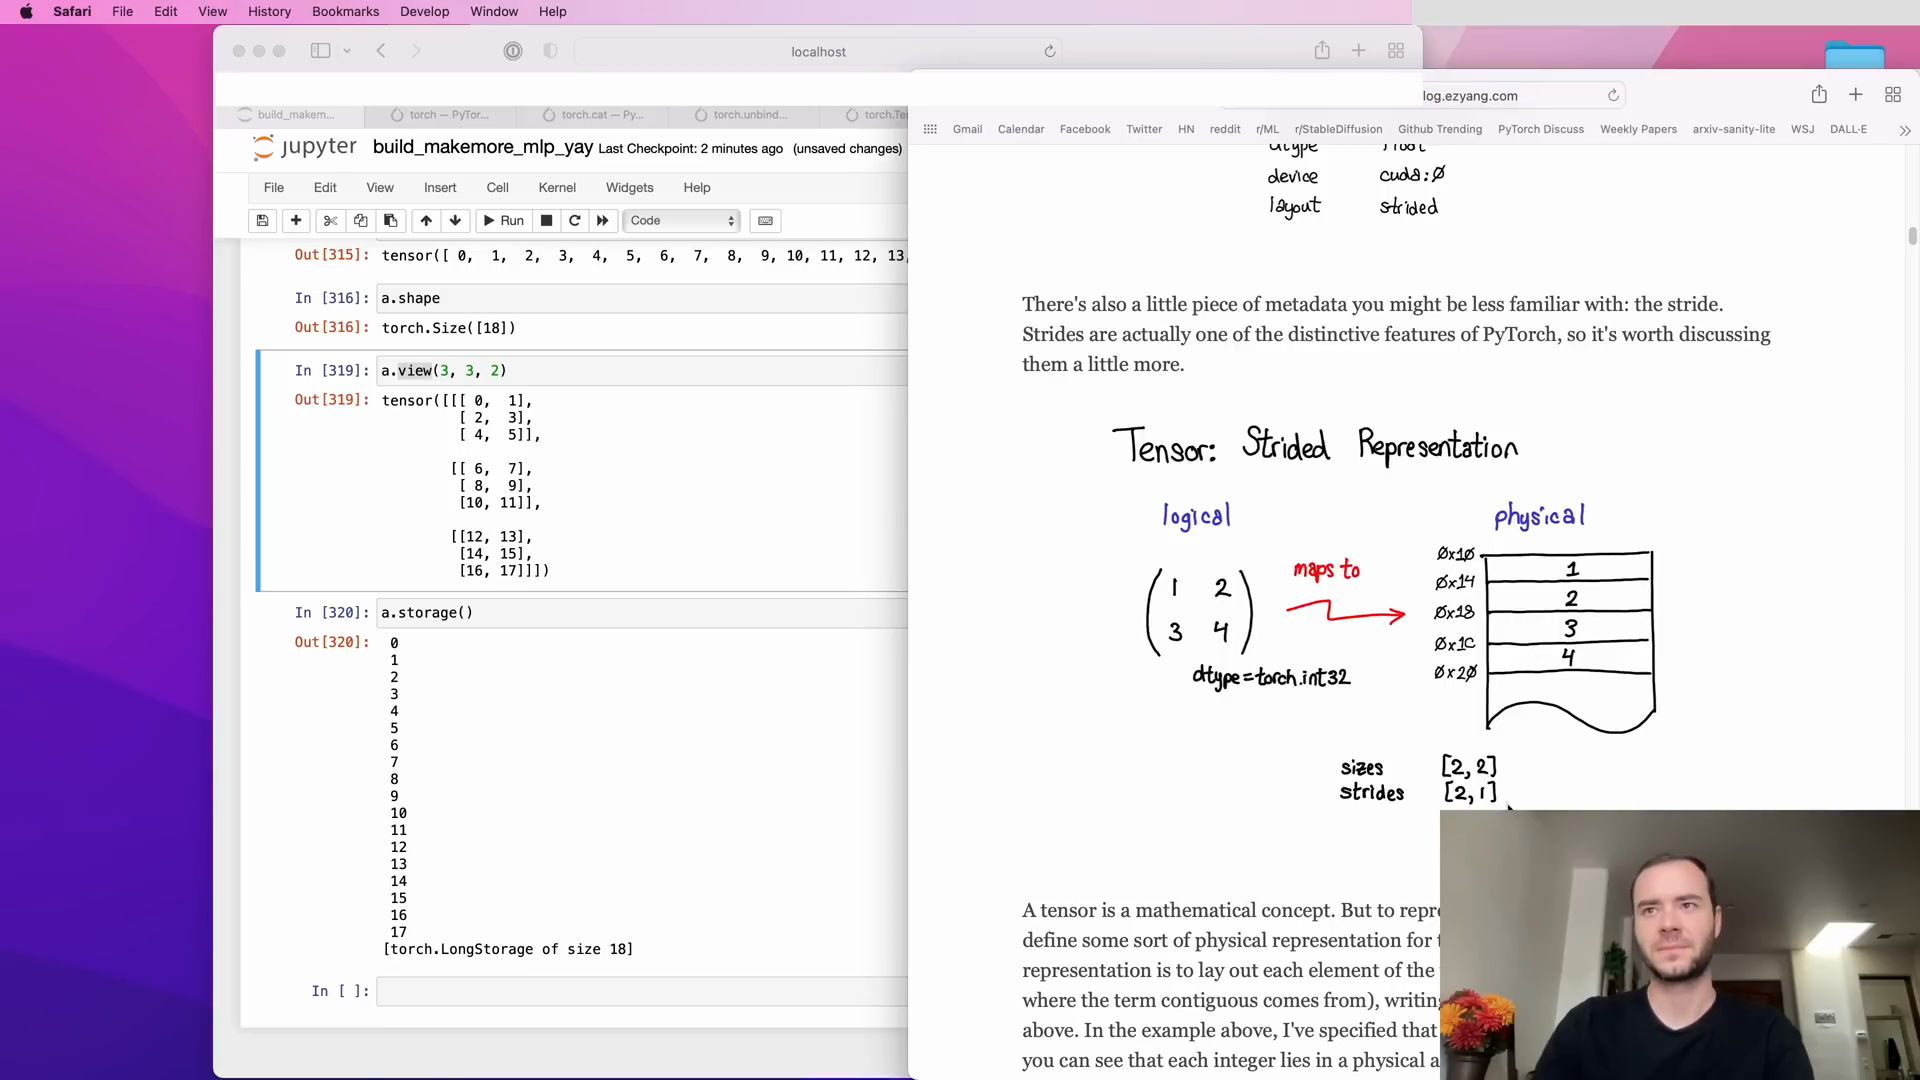 Safari File Edit View History Bookmarks Develop Window Help
localhost
log.ezyang.com
build_makem... torch — PyTor... torch.cat — Py... torch.unbind... torch.Te
Gmail Calendar Facebook Twitter HN reddit r/ML r/StableDiffusion Github Trending PyTorch Discuss Weekly Papers arxiv-sanity-lite WSJ DALL·E
jupyter build_makemore_mlp_yay Last Checkpoint: 2 minutes ago (unsaved changes)
File Edit View Insert Cell Kernel Widgets Help
Run Code
Out[315]: tensor([ 0, 1, 2, 3, 4, 5, 6, 7, 8, 9, 10, 11, 12, 13,
In [316]: a.shape
Out[316]: torch.Size([18])
In [319]: a.view(3, 3, 2)
Out[319]: tensor([[[ 0, 1],
[ 2, 3],
[ 4, 5]],
[[ 6, 7],
[ 8, 9],
[10, 11]],
[[12, 13],
[14, 15],
[16, 17]]])
In [320]: a.storage()
Out[320]: 0
1
2
3
4
5
6
7
8
9
10
11
12
13
14
15
16
17
[torch.LongStorage of size 18]
In [ ]:
dtype float
device cuda:0
layout strided
There's also a little piece of metadata you might be less familiar with: the stride.
Strides are actually one of the distinctive features of PyTorch, so it's worth discussing
them a little more.
Tensor: Strided Representation
logical physical
maps to
1 2
3 4
dtype=torch.int32
0x10
1
0x14
2
0x18
3
0x1C
4
0x20
sizes [2, 2]
strides [2, 1]
A tensor is a mathematical concept. But to repre
define some sort of physical representation for t
representation is to lay out each element of the
where the term contiguous comes from), writing
above. In the example above, I've specified that
you can see that each integer lies in a physical a